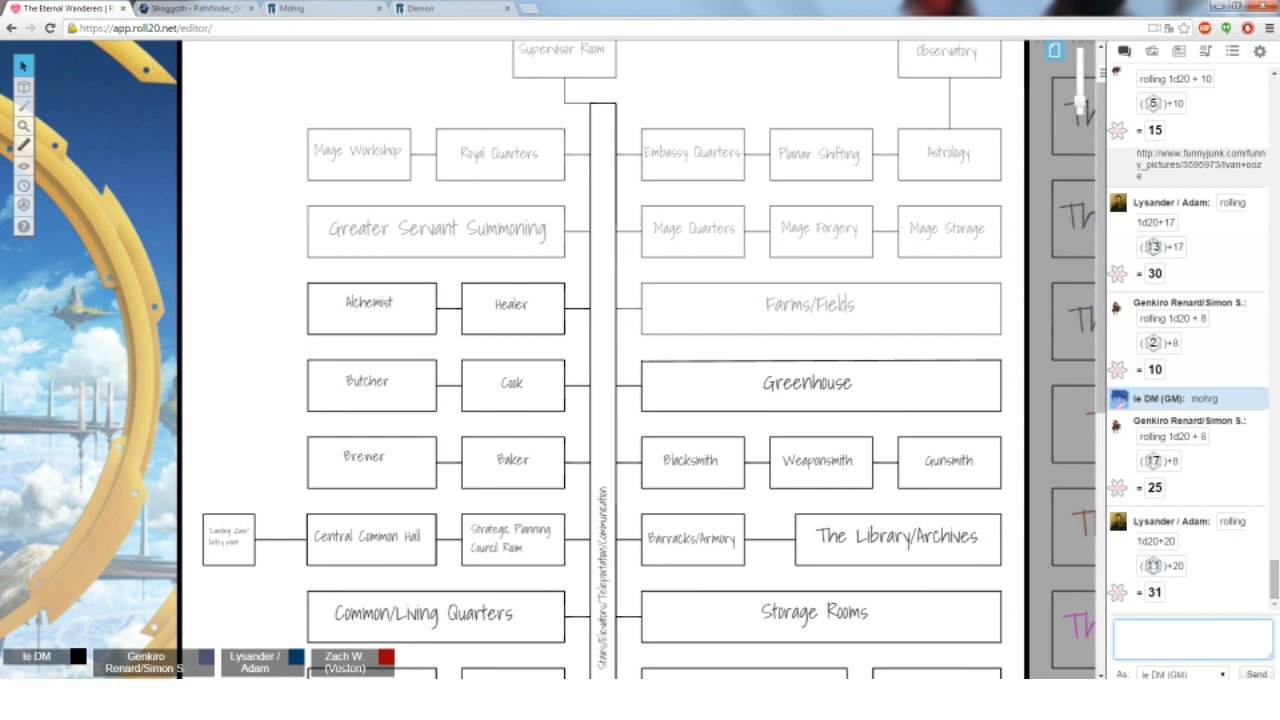 The Eternal Wanderers | R
Shoggoth - Pathfinder_O
Mohrg
Demon
https://app.roll20.net/editor/
Supervisor Room
Observatory
Mage Workshop
Royal Quarters
Embassy Quarters
Planar Shifting
Astrology
Greater Servant Summoning
Mage Quarters
Mage Forgery
Mage Storage
Alchemist
Healer
Farms/Fields
Butcher
Cook
Greenhouse
Brewer
Baker
Blacksmith
Weaponsmith
Gunsmith
"Landing Zone"
Entry point
Central Common Hall
Strategic Planning
Council Room
Barracks/Armory
The Library/Archives
Common/Living Quarters
Storage Rooms
Stairs/Elevators/Teleportation/Communication
le DM
Genkiro
Renard/Simon S.
Lysander /
Adam
Zach W.
(Voston)
rolling 1d20 + 10
(5)+10
= 15
http://www.funnyjunk.com/funn
y_pictures/3595973/Ivan+ooz
e
Lysander / Adam: rolling
1d20+17
(13)+17
= 30
Genkiro Renard/Simon S.:
rolling 1d20 + 8
(2)+8
= 10
le DM (GM): mohrg
Genkiro Renard/Simon S.:
rolling 1d20 + 8
(17)+8
= 25
Lysander / Adam: rolling
1d20+20
(11)+20
= 31
As: le DM (GM)
Send